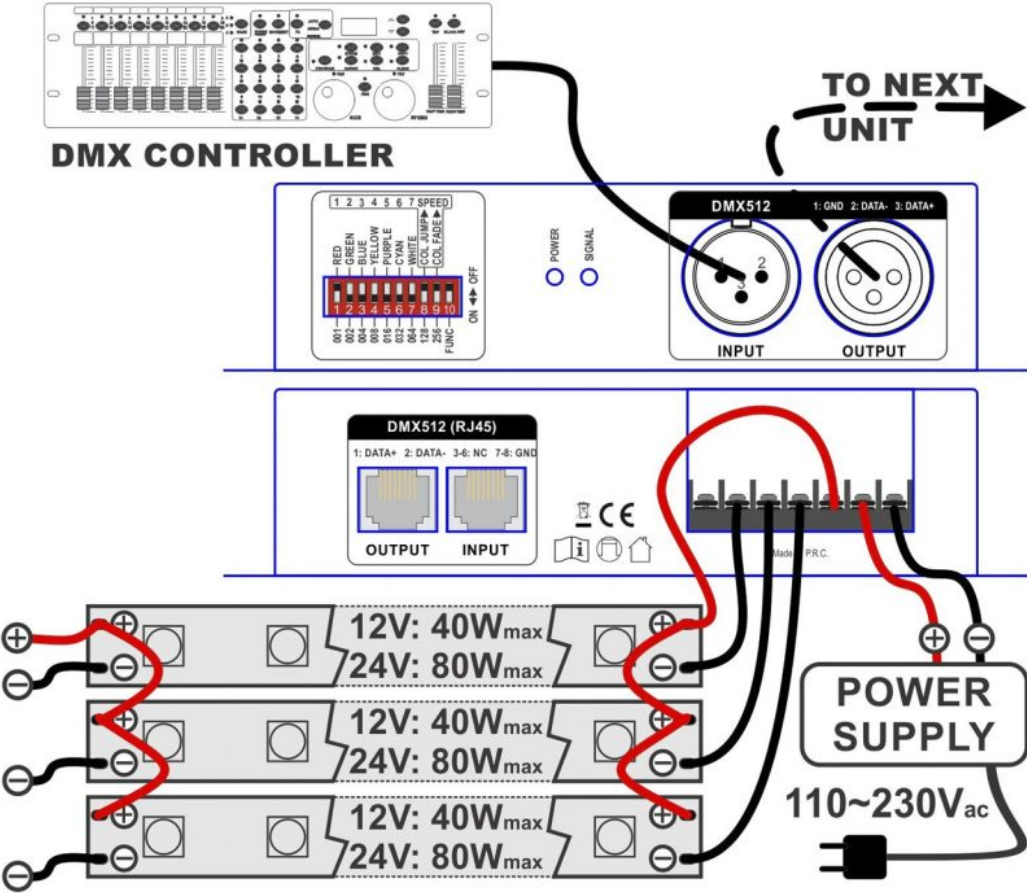 DMX CONTROLLER
TO NEXT
UNIT
1 2 3 4 5 6 7 SPEED
RED
GREEN
BLUE
YELLOW
PURPLE
CYAN
WHITE
COL JUMP
COL FADE
ON OFF
1 2 3 4 5 6 7 8 9 10
001
002
004
008
016
032
064
128
256
FUNC
POWER
SIGNAL
DMX512 1: GND 2: DATA- 3: DATA+
1 2
3
INPUT OUTPUT
DMX512 (RJ45)
1: DATA+ 2: DATA- 3-6: NC 7-8: GND
OUTPUT INPUT
CE
i
Made P.R.C.
12V: 40Wmax
24V: 80Wmax
12V: 40Wmax
24V: 80Wmax
12V: 40Wmax
24V: 80Wmax
POWER
SUPPLY
110~230Vac